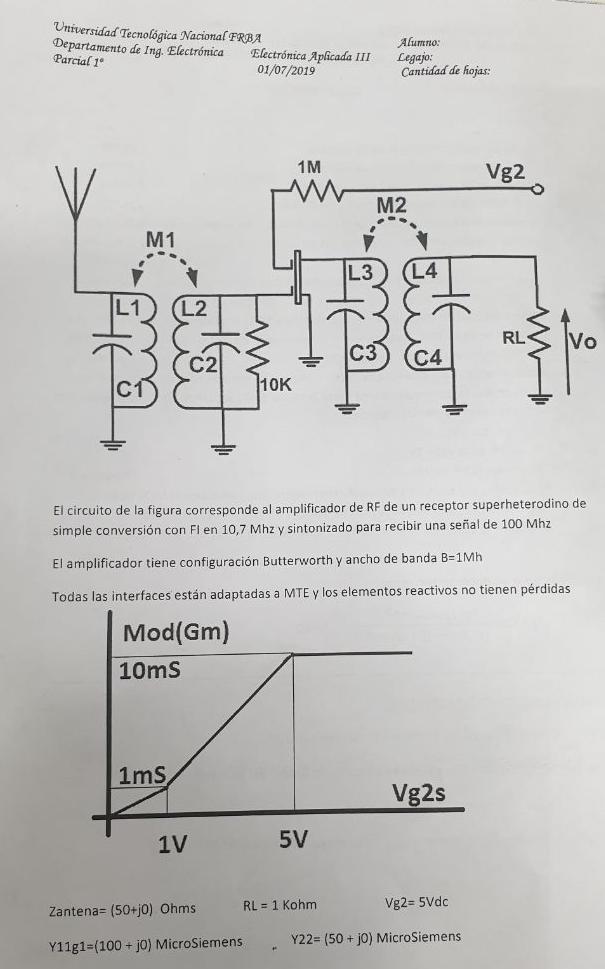 Universidad Tecnológica Nacional FRBA
Departamento de Ing. Electrónica Electrónica Aplicada III
Parcial 1º 01/07/2019
Alumno:
Legajo:
Cantidad de hojas:
1M
Vg2
M2
M1
L1
L2
L3
L4
C1
C2
10K
C3
C4
RL
Vo
El circuito de la figura corresponde al amplificador de RF de un receptor superheterodino de
simple conversión con FI en 10,7 Mhz y sintonizado para recibir una señal de 100 Mhz
El amplificador tiene configuración Butterworth y ancho de banda B=1Mh
Todas las interfaces están adaptadas a MTE y los elementos reactivos no tienen pérdidas
Mod(Gm)
10mS
1mS
Vg2s
1V
5V
Zantena= (50+j0) Ohms RL = 1 Kohm Vg2= 5Vdc
Y11g1=(100 + j0) MicroSiemens Y22= (50 + j0) MicroSiemens